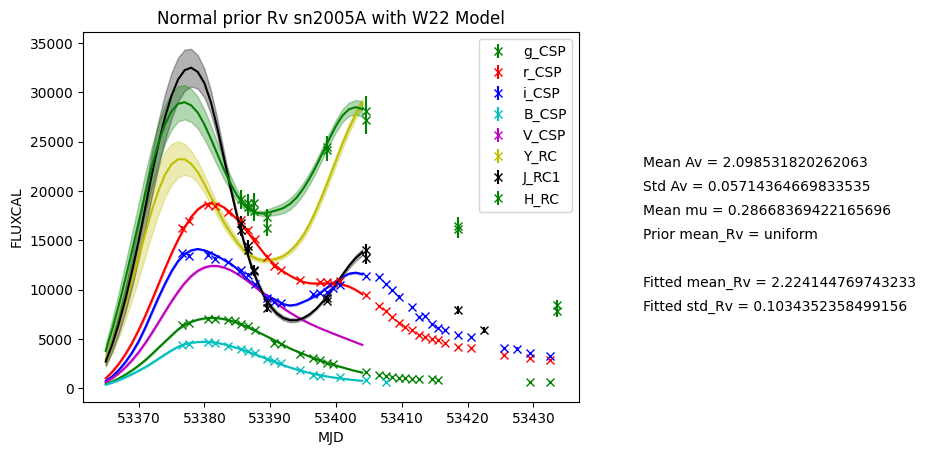 Normal prior Rv sn2005A with W22 Model
FLUXCAL
35000
30000
25000
20000
15000
10000
5000
0
53370
53380
53390
53400
53410
53420
53430
MJD
g_CSP
r_CSP
i_CSP
B_CSP
V_CSP
Y_RC
J_RC1
H_RC
Mean Av = 2.098531820262063
Std Av = 0.05714364669833535
Mean mu = 0.28668369422165696
Prior mean_Rv = uniform
Fitted mean_Rv = 2.224144769743233
Fitted std_Rv = 0.1034352358499156